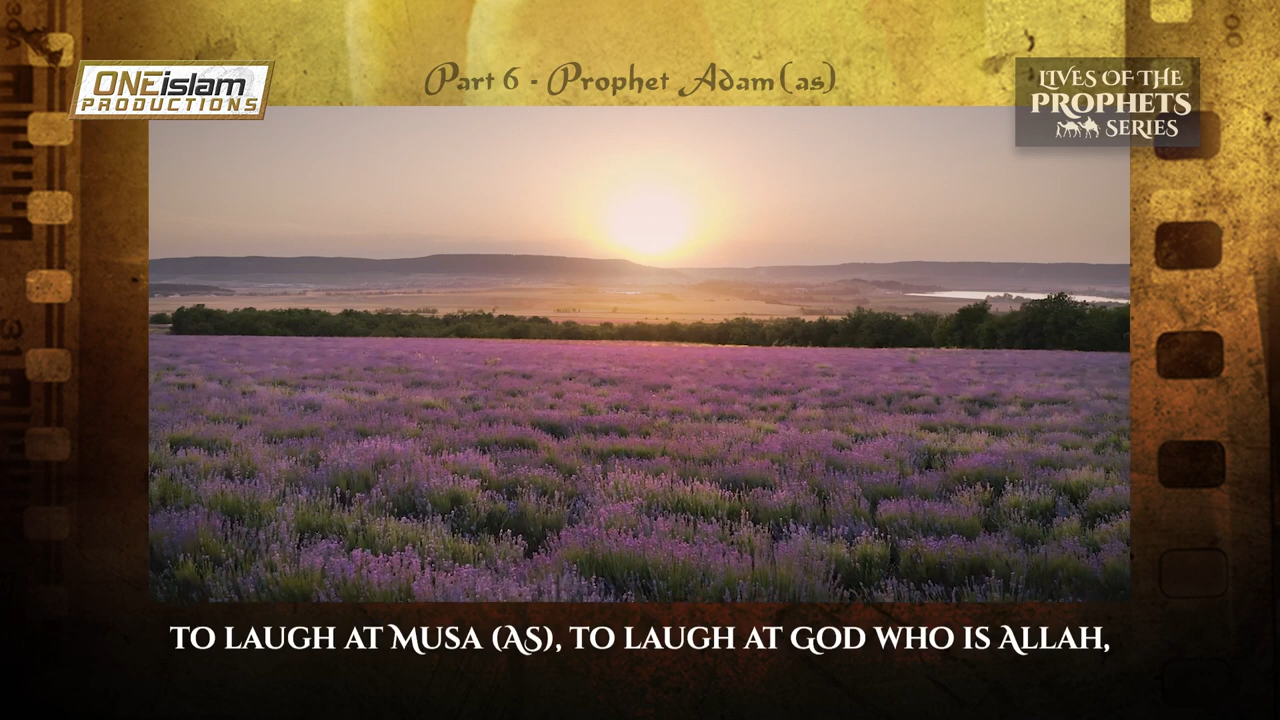 ONEislam
PRODUCTIONS
Part 6 - Prophet Adam(as)
LIVES OF THE
PROPHETS
SERIES
TO LAUGH AT MUSA (AS), TO LAUGH AT GOD WHO IS ALLAH,